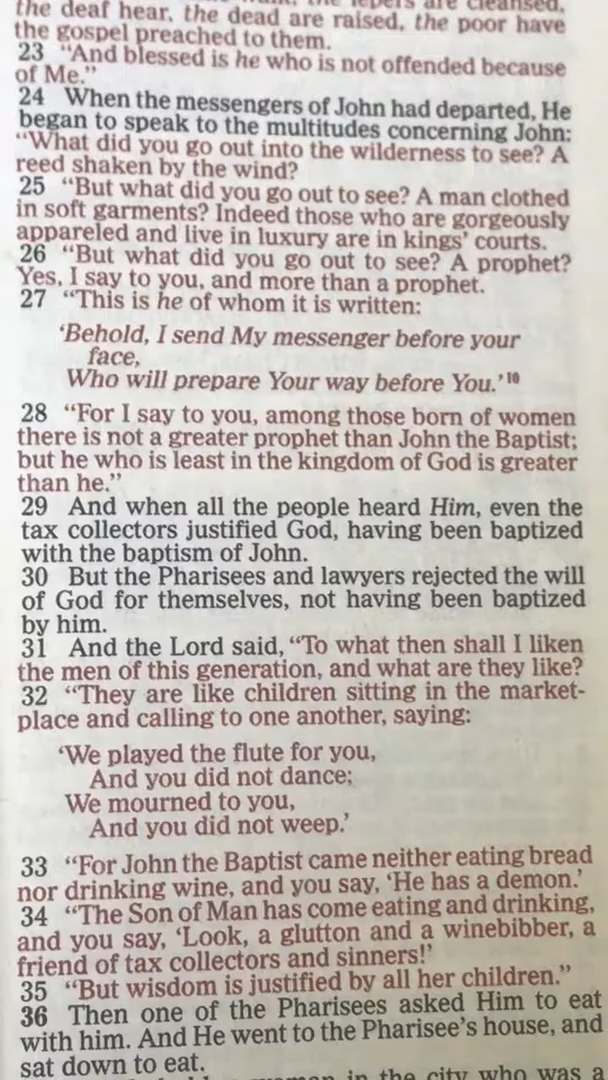 the deaf hear, the dead are raised, the poor have
the gospel preached to them.
23 "And blessed is he who is not offended because
of Me."
24 When the messengers of John had departed, He
began to speak to the multitudes concerning John:
"What did you go out into the wilderness to see? A
reed shaken by the wind?
25 "But what did you go out to see? A man clothed
in soft garments? Indeed those who are gorgeously
appareled and live in luxury are in kings' courts.
26 "But what did you go out to see? A prophet?
Yes, I say to you, and more than a prophet.
27 "This is he of whom it is written:
'Behold, I send My messenger before your
face,
Who will prepare Your way before You.'10
28 "For I say to you, among those born of women
there is not a greater prophet than John the Baptist;
but he who is least in the kingdom of God is greater
than he."
29 And when all the people heard Him, even the
tax collectors justified God, having been baptized
with the baptism of John.
30 But the Pharisees and lawyers rejected the will
of God for themselves, not having been baptized
by him.
31 And the Lord said, "To what then shall I liken
the men of this generation, and what are they like?
32 "They are like children sitting in the market-
place and calling to one another, saying:
'We played the flute for you,
And you did not dance;
We mourned to you,
And you did not weep.'
33 "For John the Baptist came neither eating bread
nor drinking wine, and you say, 'He has a demon.'
34 "The Son of Man has come eating and drinking,
and you say, 'Look, a glutton and a winebibber, a
friend of tax collectors and sinners!'
35 "But wisdom is justified by all her children."
36 Then one of the Pharisees asked Him to eat
with him. And He went to the Pharisee's house, and
sat down to eat.
in the city who was a